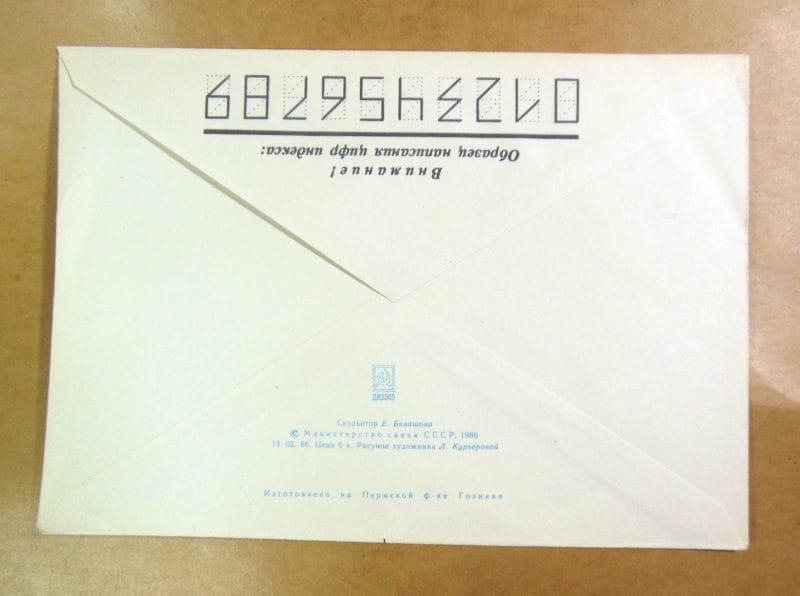 Внимание!
Образец написания цифр индекса:
0123456789
ДИЭЗПО
Скульптор Е. Белашова
© Министерство связи СССР, 1986
13. 02. 86. Цена 6 к. Рисунок художника Л. Курьеровой
Изготовлено на Пермской ф-ке Гознака